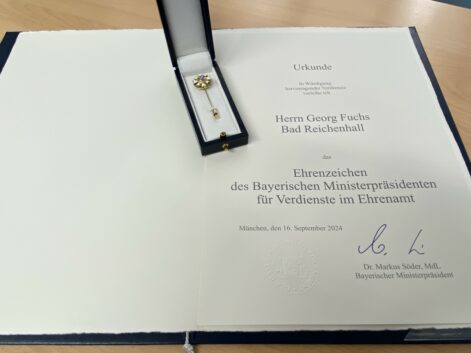 Urkunde
In Würdigung
hervorragender Verdienste
verleihe ich
Herrn Georg Fuchs
Bad Reichenhall
das
Ehrenzeichen
des Bayerischen Ministerpräsidenten
für Verdienste im Ehrenamt
München, den 16. September 2024
Dr. Markus Söder, MdL
Bayerischer Ministerpräsident